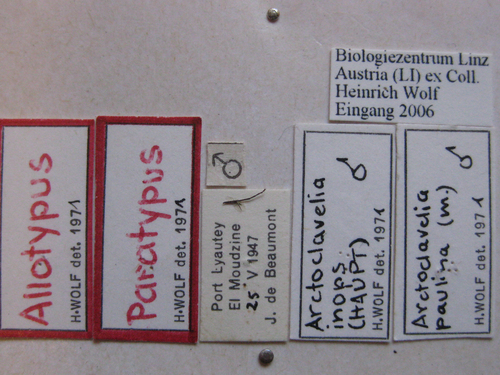 Biologiezentrum Linz
Austria (LI) ex Coll.
Heinrich Wolf
Eingang 2006
Allotypus
H.WOLF det. 1971
Paratypus
H.WOLF det. 1971
♂
Port Lyautey
El Moudzine
25 V 1947
J. de Beaumont
Arctoclavelia ♂
inops
(HAUPT)
H.WOLF det. 1971
Arctoclavelia ♂
paulina (m.)
H.WOLF det. 1971